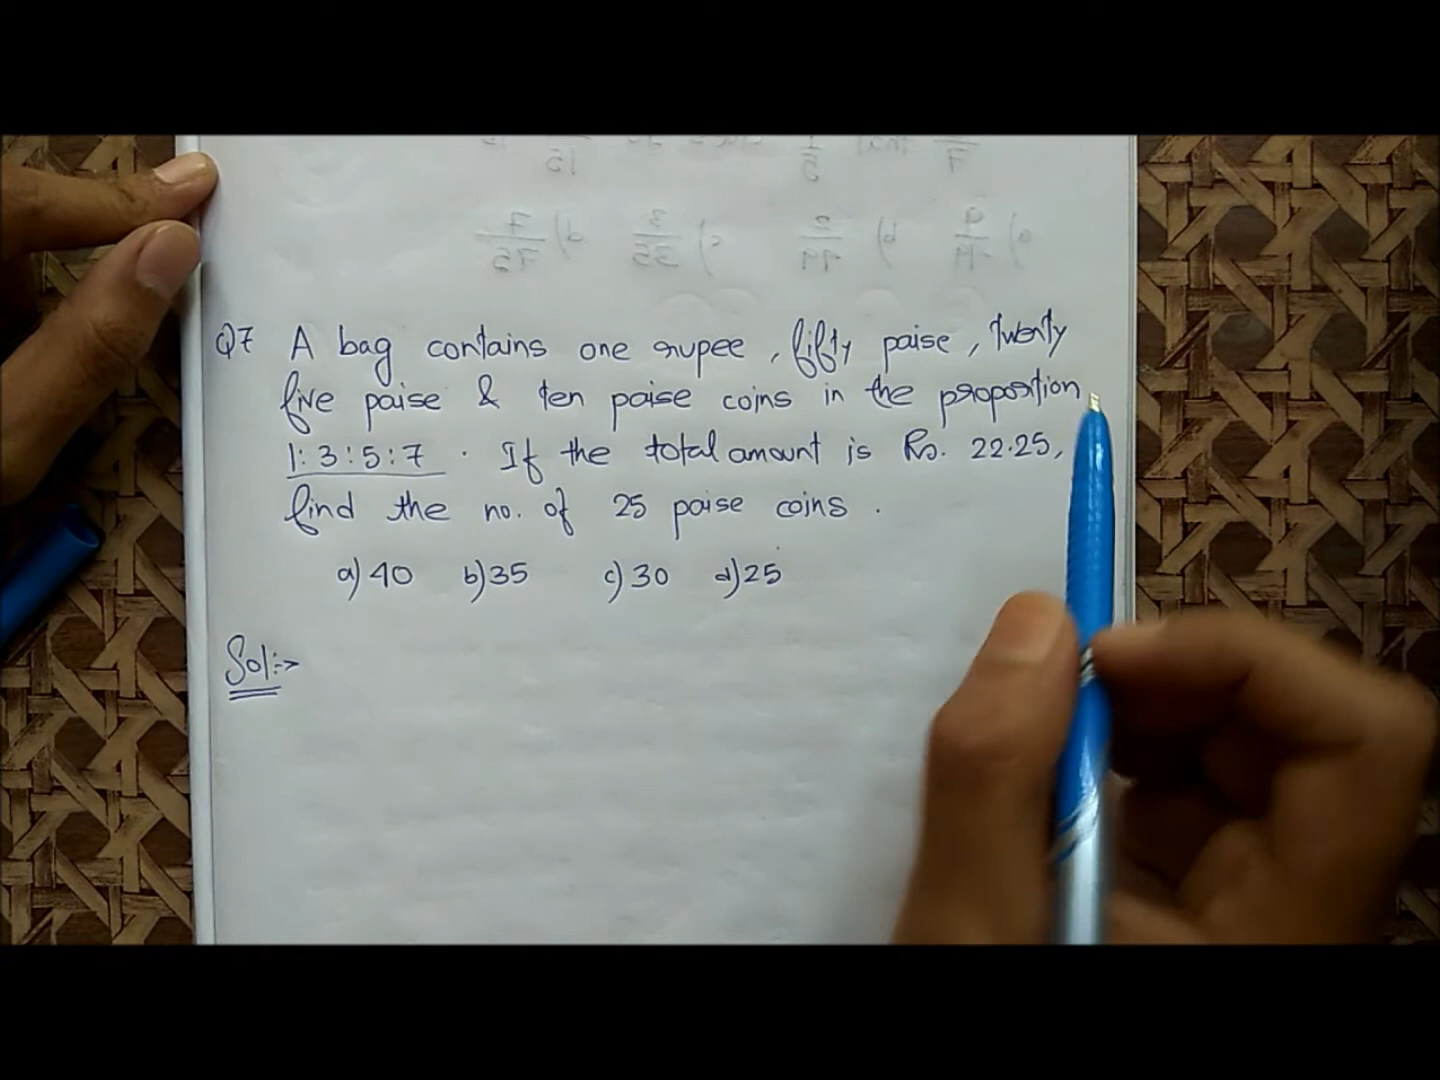 Q7 A bag contains one rupee, fifty paise, twenty
five paise & ten paise coins in the proportion
1:3:5:7. If the total amount is Rs. 22.25,
find the no. of 25 paise coins.
a) 40 b) 35 c) 30 d) 25
Sol:->